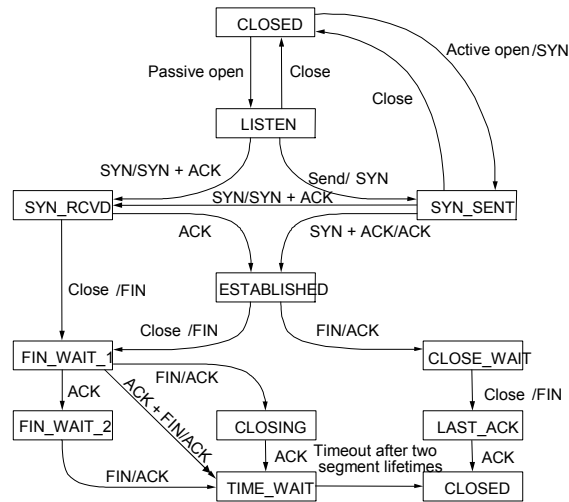 CLOSED
Active open/SYN
Passive open
Close
Close
LISTEN
SYN/SYN + ACK
Send/ SYN
SYN/SYN + ACK
SYN_RCVD
SYN_SENT
ACK
SYN + ACK/ACK
Close /FIN
ESTABLISHED
Close /FIN
FIN/ACK
FIN_WAIT_1
CLOSE_WAIT
FIN/ACK
ACK
ACK + FIN/ACK
Close /FIN
FIN_WAIT_2
CLOSING
LAST_ACK
ACK
Timeout after two
segment lifetimes
ACK
FIN/ACK
TIME_WAIT
CLOSED